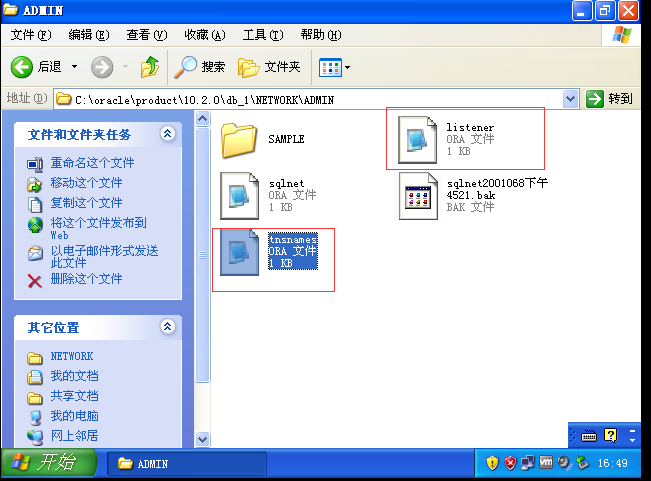 ADMIN
文件(F) 编辑(E) 查看(V) 收藏(A) 工具(T) 帮助(H)
后退 搜索 文件夹
地址(D) C:\oracle\product\10.2.0\db_1\NETWORK\ADMIN 转到
文件和文件夹任务
重命名这个文件
移动这个文件
复制这个文件
将这个文件发布到
Web
以电子邮件形式发送
此文件
删除这个文件
其它位置
NETWORK
我的文档
共享文档
我的电脑
网上邻居
SAMPLE
listener
ORA 文件
1 KB
sqlnet
ORA 文件
1 KB
sqlnet2001068下午
4521.bak
BAK 文件
tnsnames
ORA 文件
1 KB
开始 ADMIN 16:49